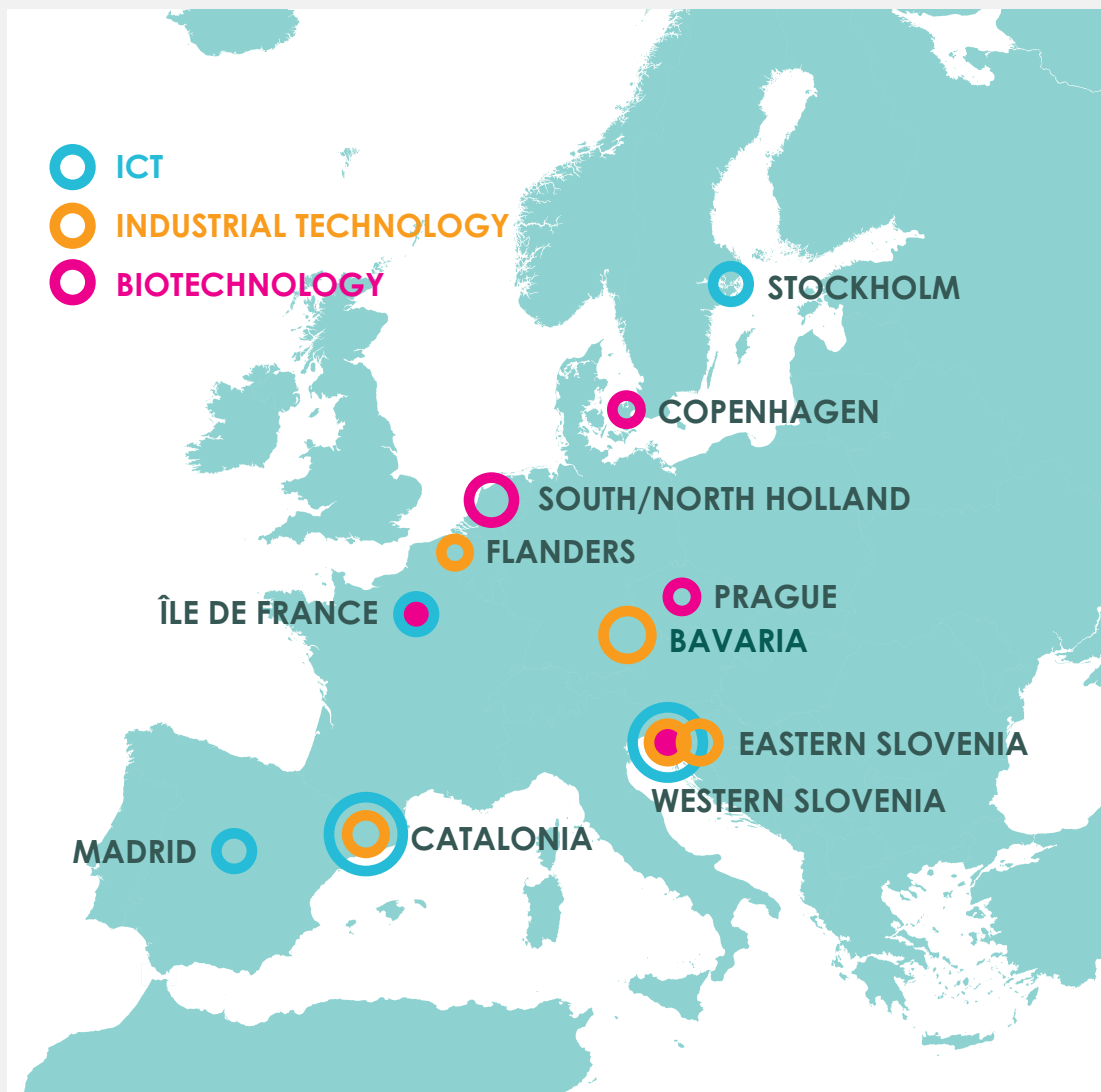 ICT
INDUSTRIAL TECHNOLOGY
BIOTECHNOLOGY
STOCKHOLM
COPENHAGEN
SOUTH/NORTH HOLLAND
FLANDERS
PRAGUE
ÎLE DE FRANCE
BAVARIA
EASTERN SLOVENIA
WESTERN SLOVENIA
CATALONIA
MADRID